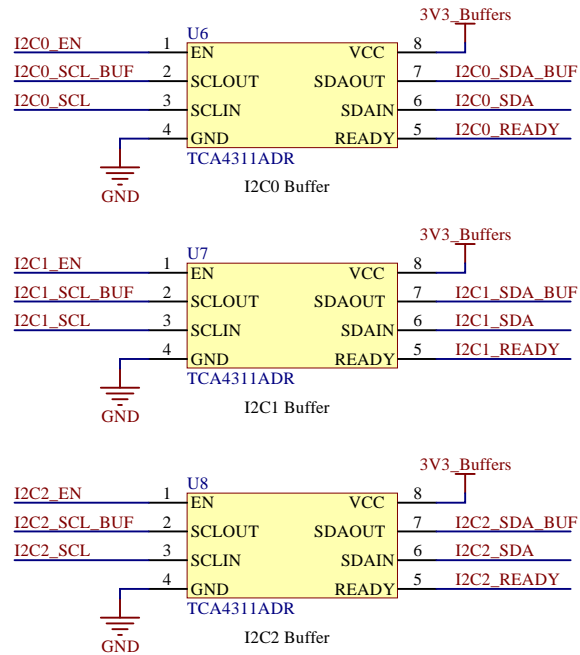 3V3_Buffers
U6
I2C0_EN 1 EN VCC 8
I2C0_SCL_BUF 2 SCLOUT SDAOUT 7 I2C0_SDA_BUF
I2C0_SCL 3 SCLIN SDAIN 6 I2C0_SDA
4 GND READY 5 I2C0_READY
TCA4311ADR
GND
I2C0 Buffer
3V3_Buffers
U7
I2C1_EN 1 EN VCC 8
I2C1_SCL_BUF 2 SCLOUT SDAOUT 7 I2C1_SDA_BUF
I2C1_SCL 3 SCLIN SDAIN 6 I2C1_SDA
4 GND READY 5 I2C1_READY
TCA4311ADR
GND
I2C1 Buffer
3V3_Buffers
U8
I2C2_EN 1 EN VCC 8
I2C2_SCL_BUF 2 SCLOUT SDAOUT 7 I2C2_SDA_BUF
I2C2_SCL 3 SCLIN SDAIN 6 I2C2_SDA
4 GND READY 5 I2C2_READY
TCA4311ADR
GND
I2C2 Buffer